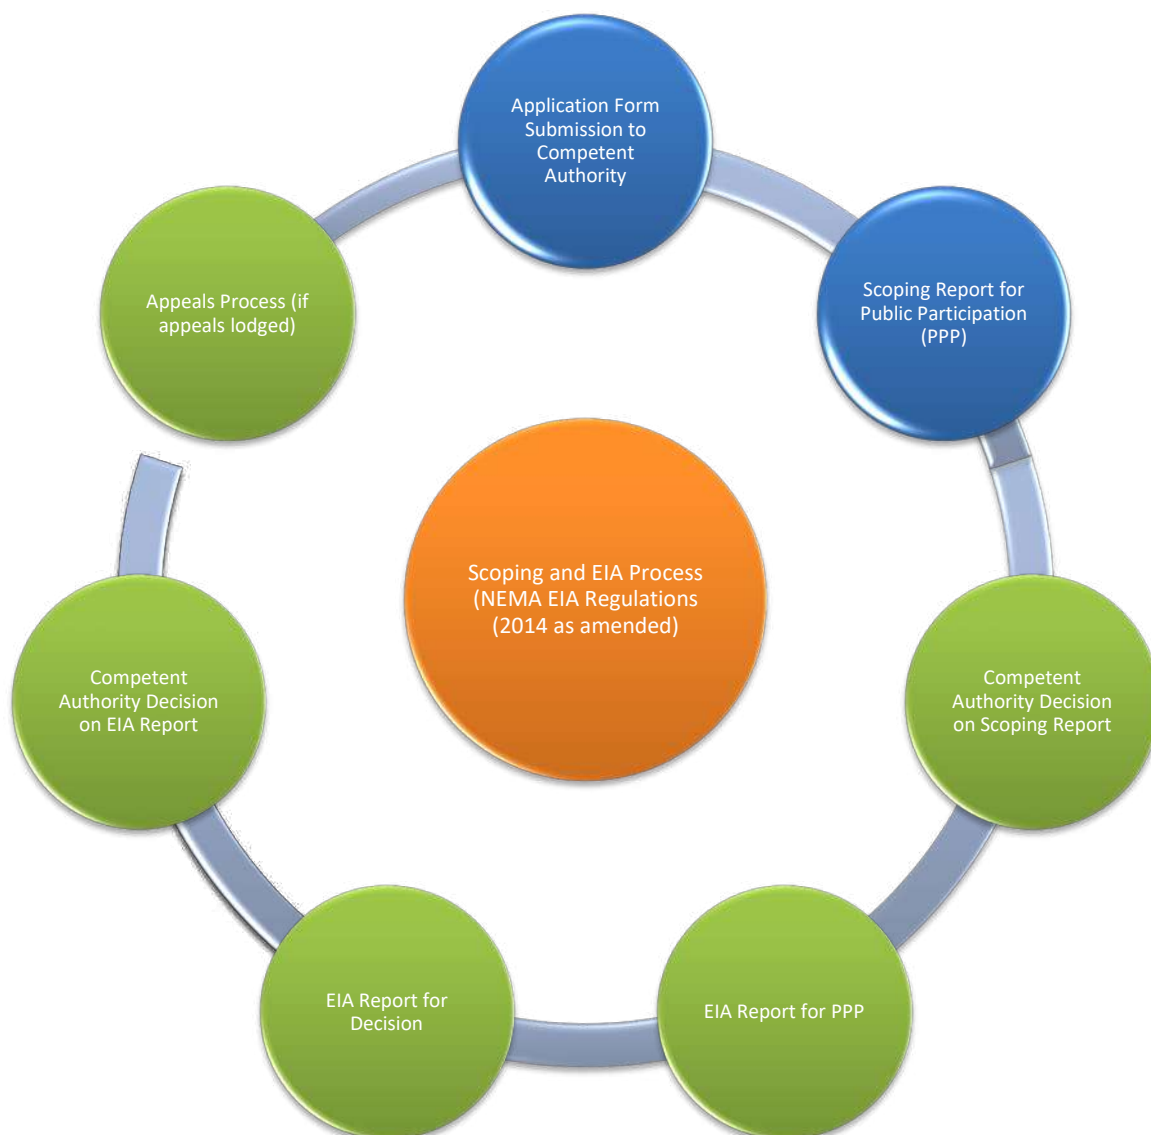 Application Form
Submission to
Competent
Authority
Scoping Report for
Public Participation
(PPP)
Competent
Authority Decision
on Scoping Report
EIA Report for PPP
EIA Report for
Decision
Competent
Authority Decision
on EIA Report
Appeals Process (if
appeals lodged)
Scoping and EIA Process
(NEMA EIA Regulations
(2014 as amended)